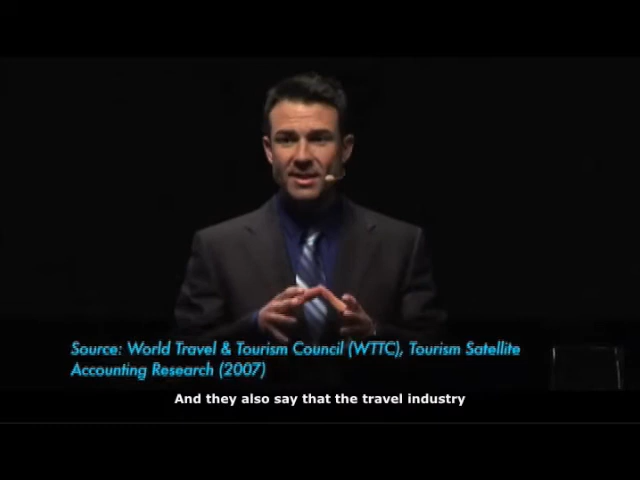 Source: World Travel & Tourism Council (WTTC), Tourism Satellite
Accounting Research (2007)
And they also say that the travel industry